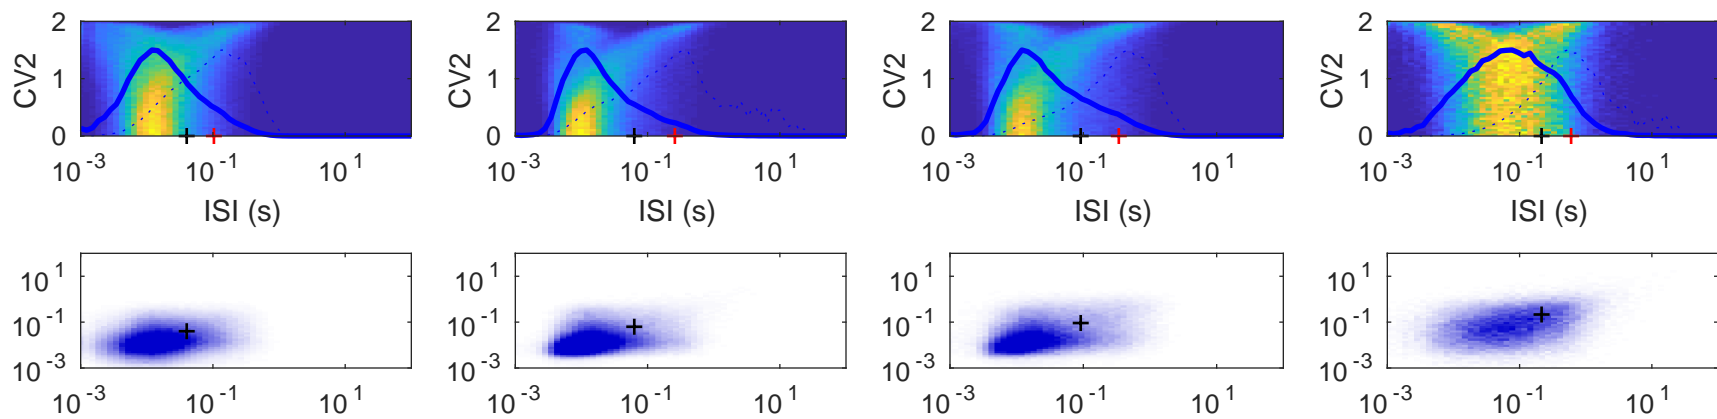 2 2 2 2
CV2 CV2 CV2 CV2
1 1 1 1
0 0 0 0
10-3 10-1 10 1 10-3 10-1 10 1 10-3 10-1 10 1 10-3 10-1 10 1
ISI (s) ISI (s) ISI (s) ISI (s)
10 1 10 1 10 1 10 1
10-1 10-1 10-1 10-1
10-3 10-3 10-3 10-3
10-3 10-1 10 1 10-3 10-1 10 1 10-3 10-1 10 1 10-3 10-1 10 1